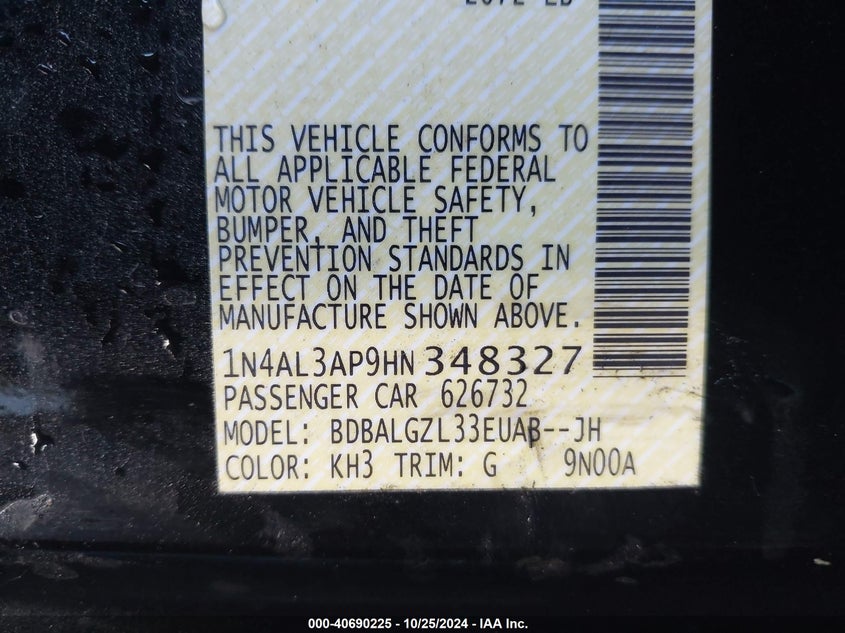 THIS VEHICLE CONFORMS TO
ALL APPLICABLE FEDERAL
MOTOR VEHICLE SAFETY,
BUMPER, AND THEFT
PREVENTION STANDARDS IN
EFFECT ON THE DATE OF
MANUFACTURE SHOWN ABOVE.
1N4AL3AP9HN 348327
PASSENGER CAR 626732
MODEL: BDBALGZL33EUAB--JH
COLOR: KH3 TRIM: G 9N00A
000-40690225 - 10/25/2024 - IAA Inc.